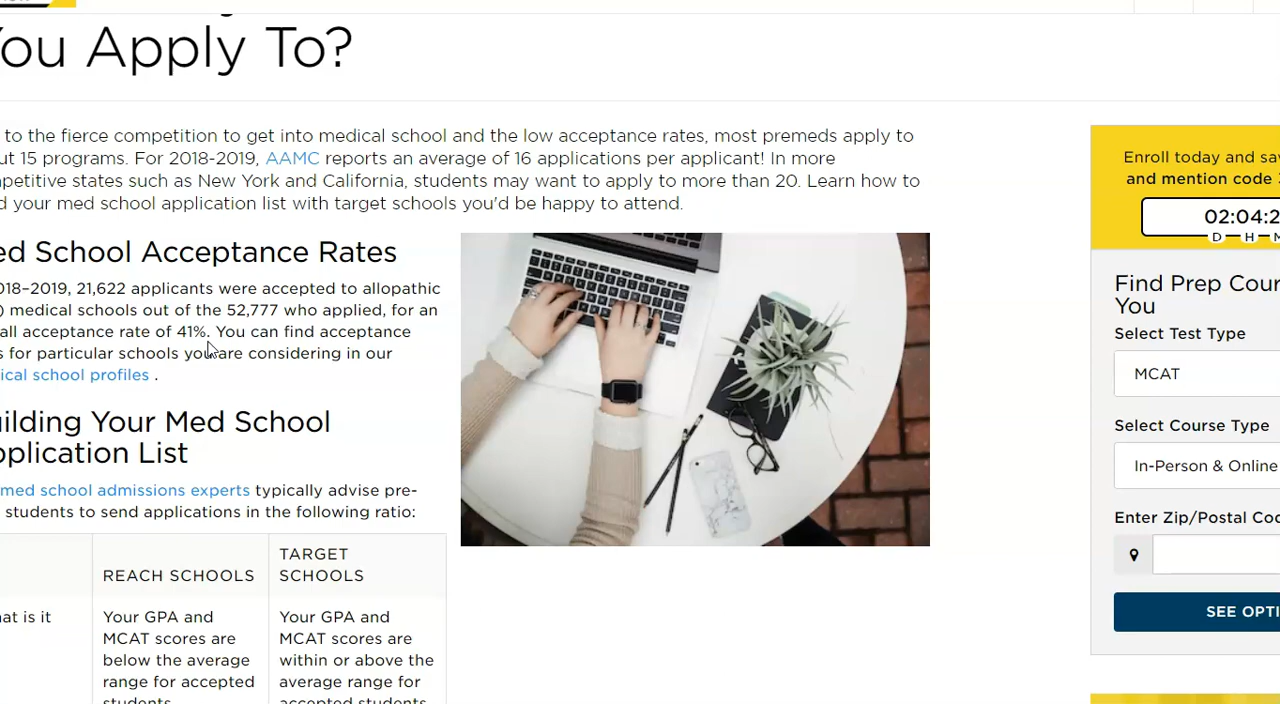 You Apply To?
to the fierce competition to get into medical school and the low acceptance rates, most premeds apply to
ut 15 programs. For 2018-2019, AAMC reports an average of 16 applications per applicant! In more
petitive states such as New York and California, students may want to apply to more than 20. Learn how to
d your med school application list with target schools you'd be happy to attend.
ed School Acceptance Rates
018–2019, 21,622 applicants were accepted to allopathic
) medical schools out of the 52,777 who applied, for an
all acceptance rate of 41%. You can find acceptance
s for particular schools you are considering in our
ical school profiles .
ilding Your Med School
pplication List
med school admissions experts typically advise pre-
students to send applications in the following ratio:
REACH SCHOOLS
TARGET
SCHOOLS
at is it
Your GPA and
MCAT scores are
below the average
range for accepted
students
Your GPA and
MCAT scores are
within or above the
average range for
accepted students
Enroll today and sav
and mention code
02:04:2
D H M
Find Prep Cour
You
Select Test Type
MCAT
Select Course Type
In-Person & Online
Enter Zip/Postal Co
SEE OPTI